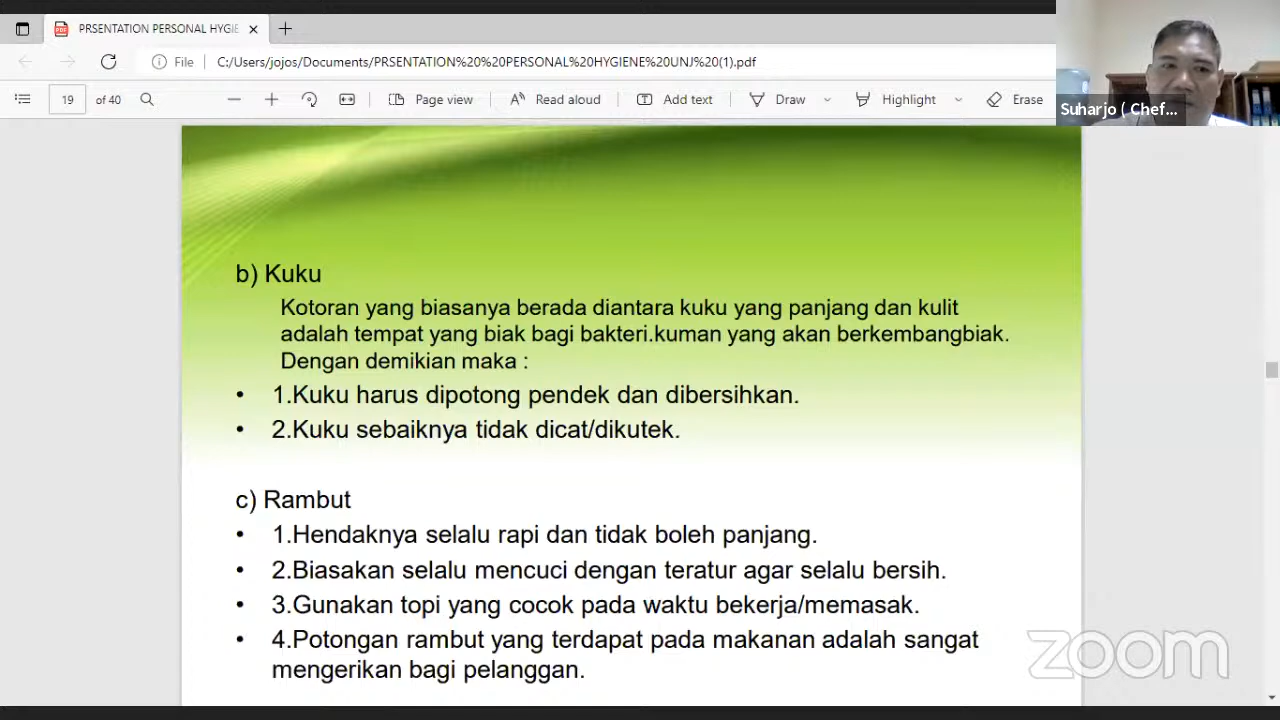 PRSENTATION PERSONAL HYGIE
File
C:/Users/jojos/Documents/PRSENTATION%20%20PERSONAL%20HYGIENE%20UNJ%20(1).pdf
19 of 40
Page view
Read aloud
Add text
Draw
Highlight
Erase
Suharjo ( Chef...
b) Kuku
Kotoran yang biasanya berada diantara kuku yang panjang dan kulit
adalah tempat yang biak bagi bakteri.kuman yang akan berkembangbiak.
Dengan demikian maka :
• 1.Kuku harus dipotong pendek dan dibersihkan.
• 2.Kuku sebaiknya tidak dicat/dikutek.
c) Rambut
• 1.Hendaknya selalu rapi dan tidak boleh panjang.
• 2.Biasakan selalu mencuci dengan teratur agar selalu bersih.
• 3.Gunakan topi yang cocok pada waktu bekerja/memasak.
• 4.Potongan rambut yang terdapat pada makanan adalah sangat
mengerikan bagi pelanggan.
zoom